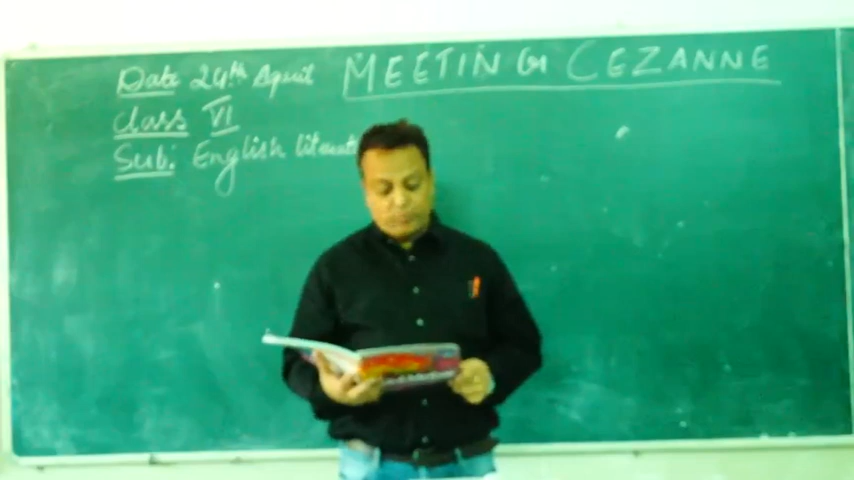 Date 24th April
MEETING CEZANNE
Class VI
Sub: English